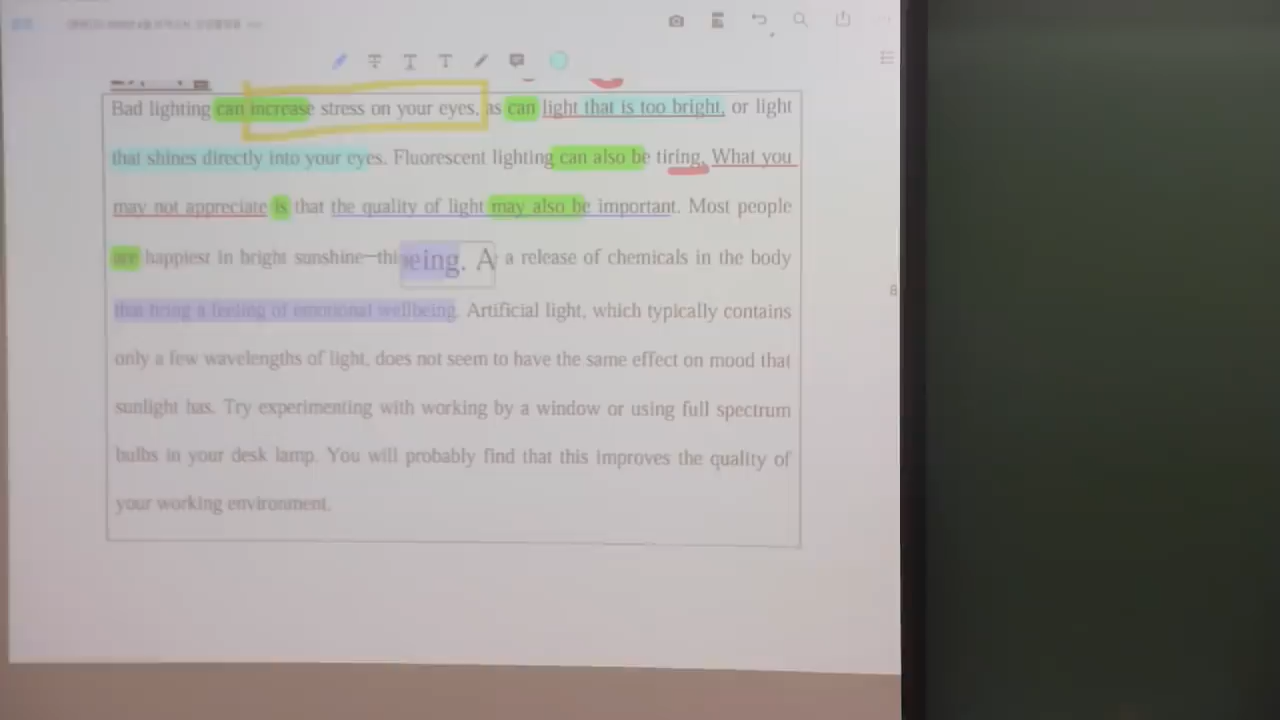 Bad lighting can increase stress on your eyes, as can light that is too bright, or light
that shines directly into your eyes. Fluorescent lighting can also be tiring. What you
may not appreciate is that the quality of light may also be important. Most people
are happiest in bright sunshine—thi eing. A a release of chemicals in the body
that bring a feeling of emotional wellbeing. Artificial light, which typically contains
only a few wavelengths of light, does not seem to have the same effect on mood that
sunlight has. Try experimenting with working by a window or using full spectrum
bulbs in your desk lamp. You will probably find that this improves the quality of
your working environment.
8